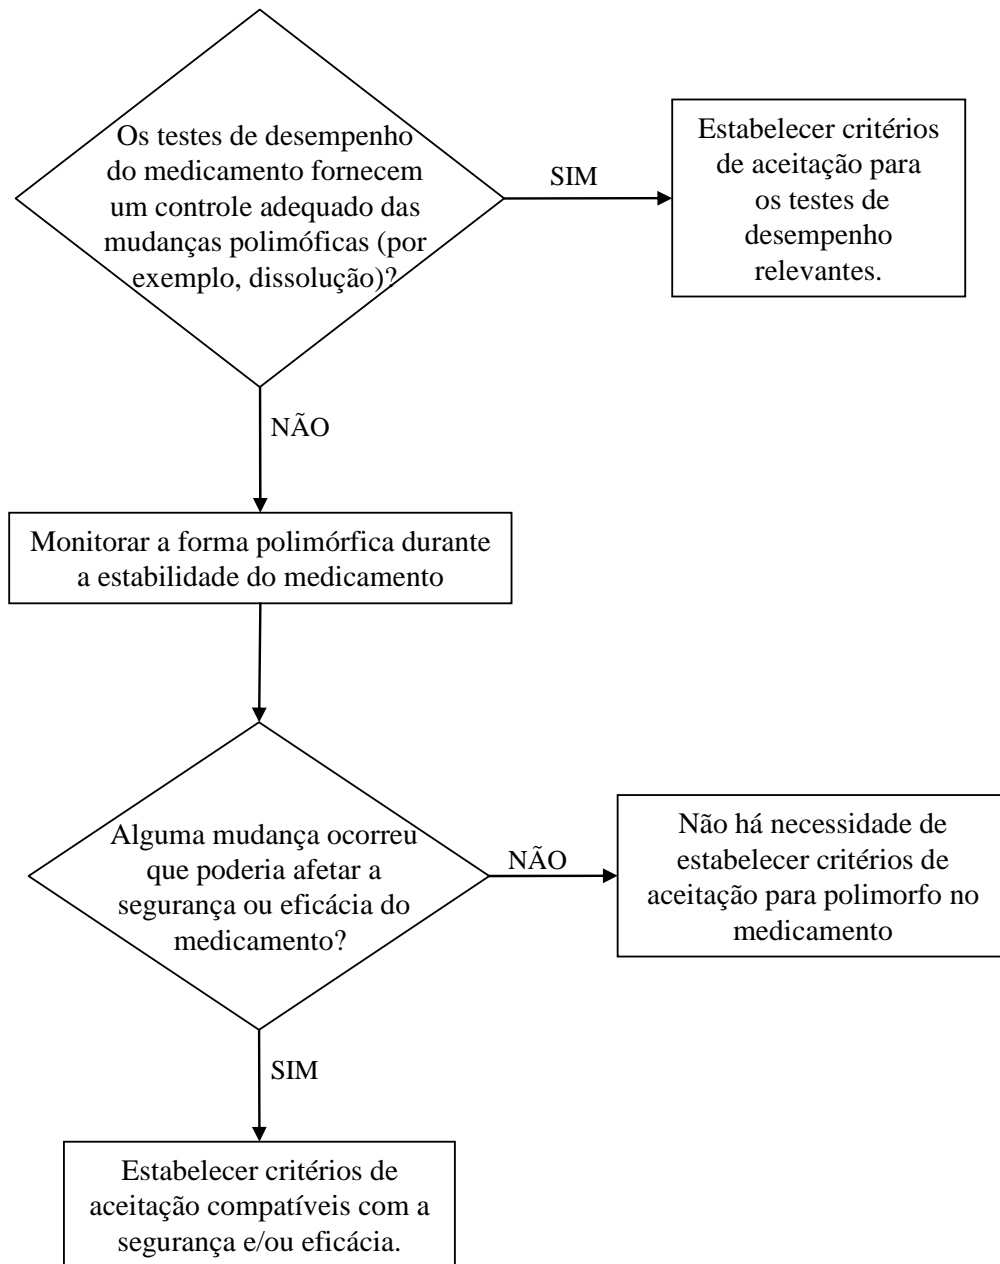 Os testes de desempenho
do medicamento fornecem
um controle adequado das
mudanças polimóficas (por
exemplo, dissolução)?
SIM
Estabelecer critérios
de aceitação para
os testes de
desempenho
relevantes.
NÃO
Monitorar a forma polimórfica durante
a estabilidade do medicamento
Alguma mudança ocorreu
que poderia afetar a
segurança ou eficácia do
medicamento?
NÃO
Não há necessidade de
estabelecer critérios de
aceitação para polimorfo no
medicamento
SIM
Estabelecer critérios de
aceitação compatíveis com a
segurança e/ou eficácia.